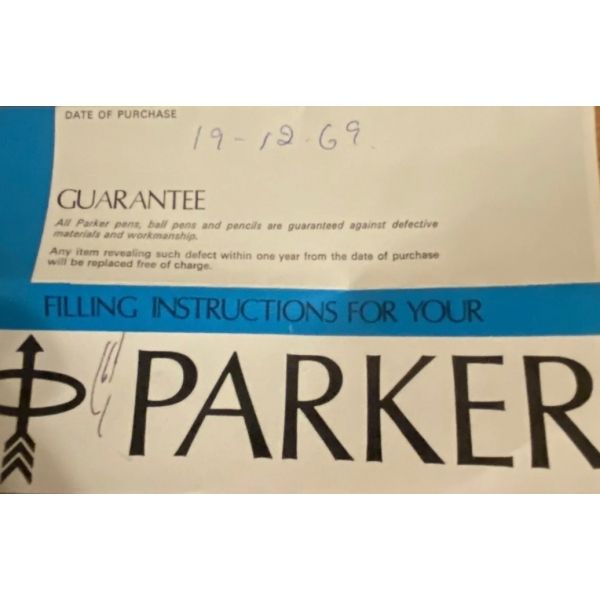 DATE OF PURCHASE
19-12.69.
GUARANTEE
All Parker pens, ball pens and pencils are guaranteed against defective
materials and workmanship.
Any item revealing such defect within one year from the date of purchase
will be replaced free of charge.
FILLING INSTRUCTIONS FOR YOUR
PARKER